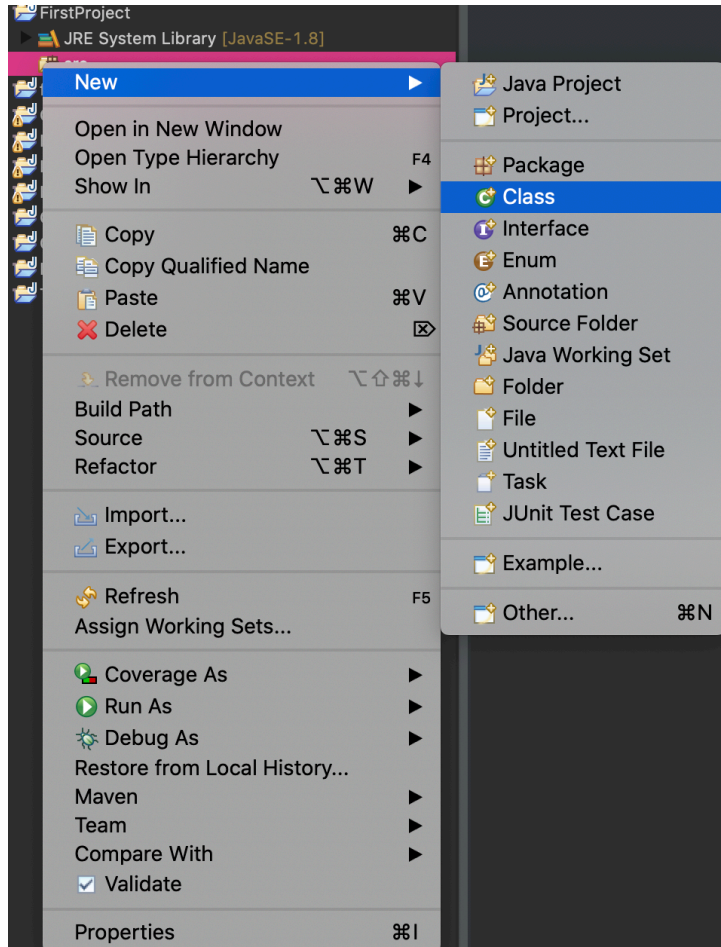 FirstProject
JRE System Library [JavaSE-1.8]
New
Open in New Window
Open Type Hierarchy F4
Show In ⌥⌘W
Copy ⌘C
Copy Qualified Name
Paste ⌘V
Delete ⌦
Remove from Context ⌥⇧⌘↓
Build Path
Source ⌥⌘S
Refactor ⌥⌘T
Import...
Export...
Refresh F5
Assign Working Sets...
Coverage As
Run As
Debug As
Restore from Local History...
Maven
Team
Compare With
Validate
Properties ⌘I
Java Project
Project...
Package
Class
Interface
Enum
Annotation
Source Folder
Java Working Set
Folder
File
Untitled Text File
Task
JUnit Test Case
Example...
Other... ⌘N